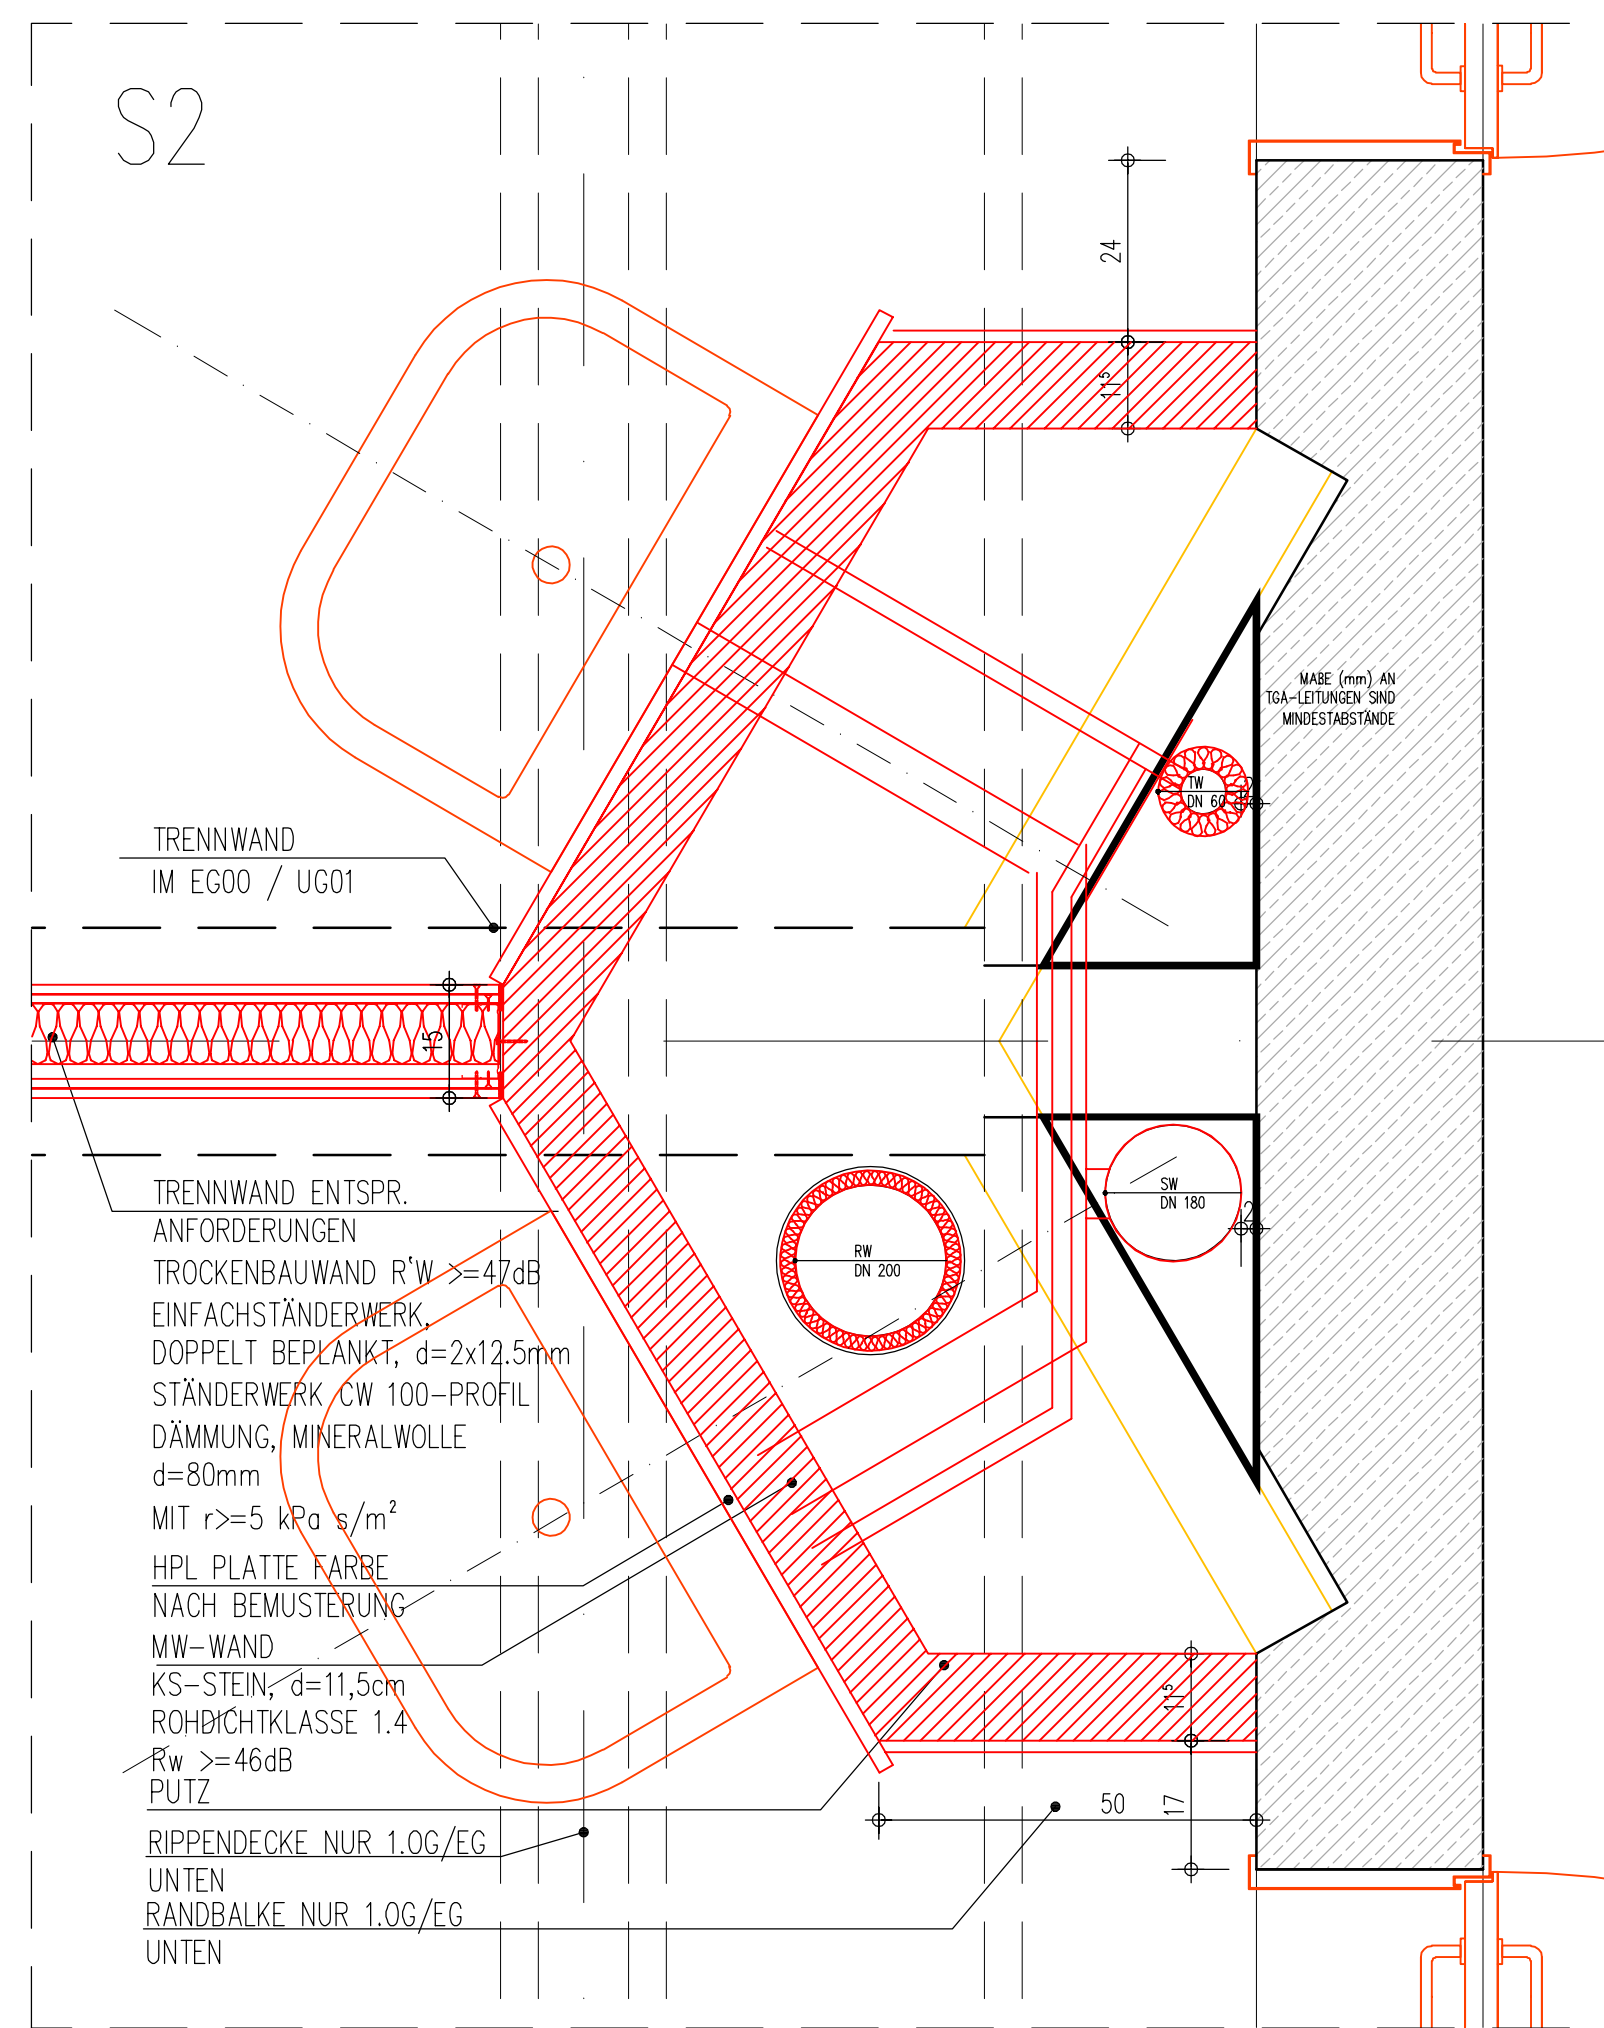 S2
24
11⁵
MAßE (mm) AN
TGA-LEITUNGEN SIND
MINDESTABSTÄNDE
TW
DN 60
TRENNWAND
IM EG00 / UG01
15
SW
DN 180
2
RW
DN 200
TRENNWAND ENTSPR.
ANFORDERUNGEN
TROCKENBAUWAND R'W >=47dB
EINFACHSTÄNDERWERK,
DOPPELT BEPLANKT, d=2x12.5mm
STÄNDERWERK CW 100-PROFIL
DÄMMUNG, MINERALWOLLE
d=80mm
MIT r>=5 kPa s/m²
HPL PLATTE FARBE
NACH BEMUSTERUNG
MW-WAND
KS-STEIN, d=11,5cm
ROHDICHTKLASSE 1.4
Rw >=46dB
PUTZ
11⁵
50
17
RIPPENDECKE NUR 1.OG/EG
UNTEN
RANDBALKE NUR 1.OG/EG
UNTEN